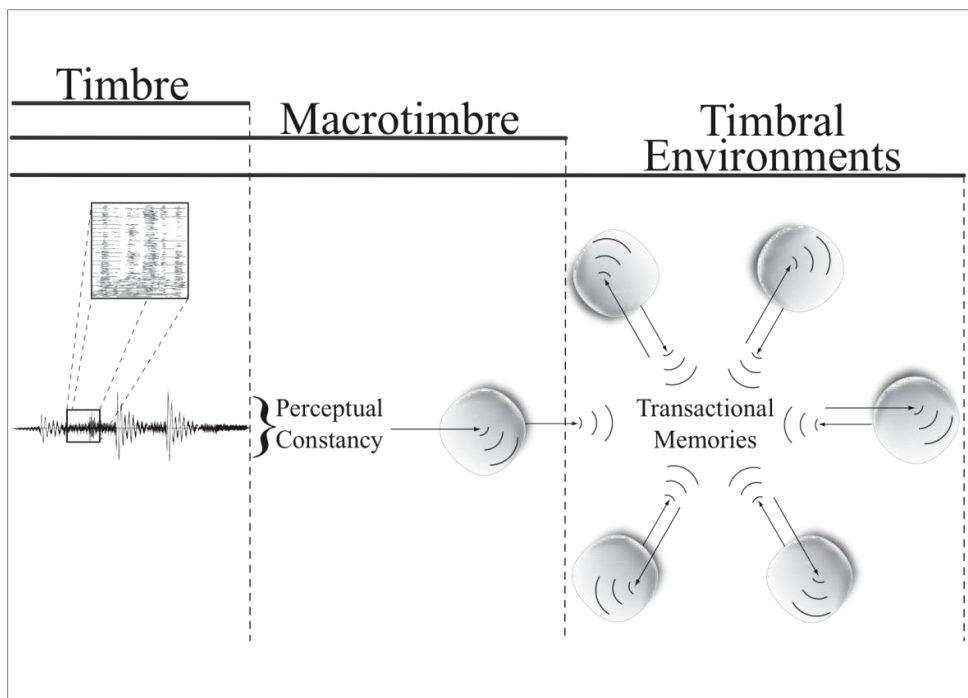 Timbre
Macrotimbre
Timbral
Environments
Perceptual
Constancy
Transactional
Memories